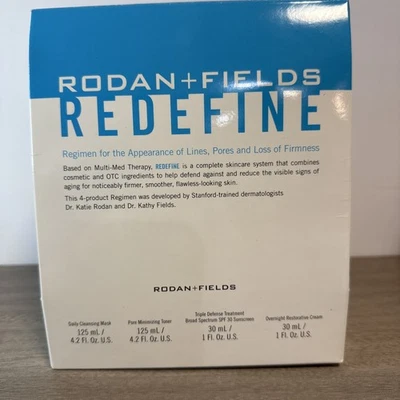 RODAN+FIELDS
REDEFINE
Regimen for the Appearance of Lines, Pores and Loss of Firmness
Based on Multi-Med Therapy, REDEFINE is a complete skincare system that combines
cosmetic and OTC ingredients to help defend against and reduce the visible signs of
aging for noticeably firmer, smoother, flawless-looking skin.
This 4-product Regimen was developed by Stanford-trained dermatologists
Dr. Katie Rodan and Dr. Kathy Fields.
RODAN+FIELDS
Daily Cleansing Mask
125 mL /
4.2 Fl. Oz. U.S.
Pore Minimizing Toner
125 mL /
4.2 Fl. Oz. U.S.
Triple Defense Treatment
Broad Spectrum SPF 30 Sunscreen
30 mL /
1 Fl. Oz. U.S.
Overnight Restorative Cream
30 mL /
1 Fl. Oz. U.S.